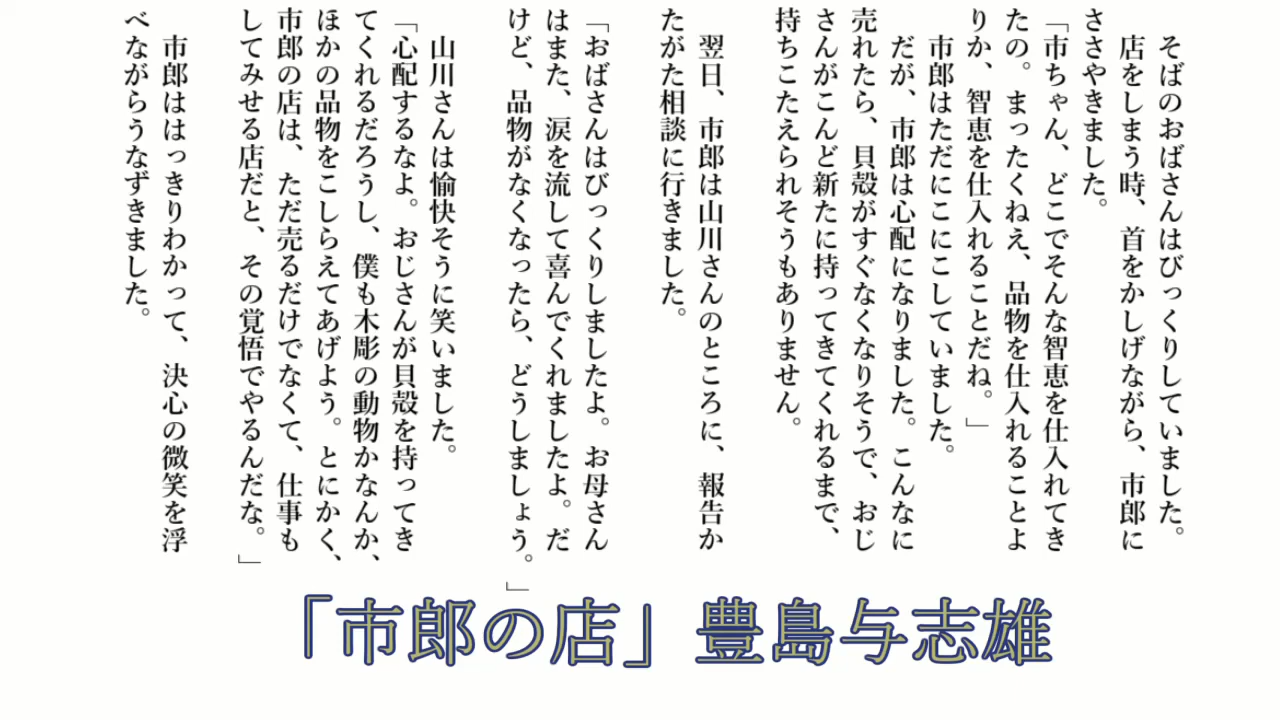 そばのおばさんはびっくりしていました。
店をしまう時、首をかしげながら、市郎に
ささやきました。
「市ちゃん、どこでそんな智恵を仕入れてき
たの。まったくねえ、品物を仕入れることよ
りか、智恵を仕入れることだね。」
市郎はただにこにこしていました。
だが、市郎は心配になりました。こんなに
売れたら、貝殻がすぐなくなりそうで、おじ
さんがこんど新たに持ってきてくれるまで、
持ちこたえられそうもありません。
翌日、市郎は山川さんのところに、報告か
たがた相談に行きました。
「おばさんはびっくりしましたよ。お母さん
はまた、涙を流して喜んでくれましたよ。だ
けど、品物がなくなったら、どうしましょう。」
山川さんは愉快そうに笑いました。
「心配するなよ。おじさんが貝殻を持ってき
てくれるだろうし、僕も木彫の動物かなんか、
ほかの品物をこしらえてあげよう。とにかく、
市郎の店は、ただ売るだけでなくて、仕事も
してみせる店だと、その覚悟でやるんだな。」
市郎ははっきりわかって、決心の微笑を浮
べながらうなずきました。
「市郎の店」豊島与志雄